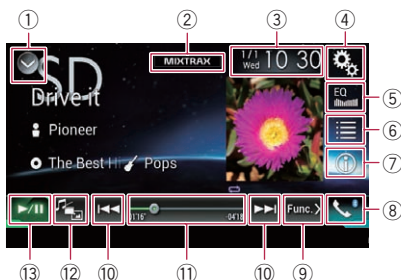 ① ② ③ ④
SD MIXTRAX 1/1 Wed 10 30
Drive it EQ ⑤
Pioneer ⑥
The Best Hi Pops ⑦
01'16" -04'18"
Func. ⑧
⑬ ⑫ ⑩ ⑪ ⑩ ⑨